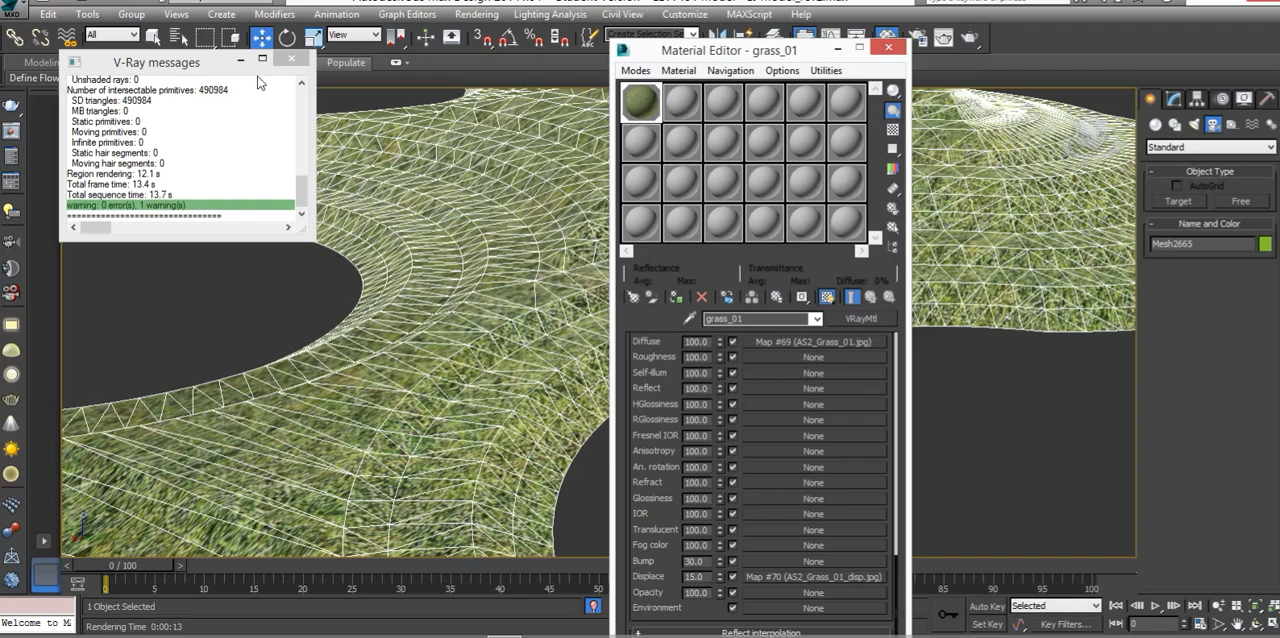 Edit Tools Group Views Create Modifiers Animation Graph Editors Rendering Lighting Analysis Civil View Customize MAXScript Help
MXD
All
View
Populate
Define Flow
V-Ray messages
Unshaded rays: 0
Number of intersectable primitives: 490984
SD triangles: 490984
MB triangles: 0
Static primitives: 0
Moving primitives: 0
Infinite primitives: 0
Static hair segments: 0
Moving hair segments: 0
Region rendering: 12.1 s
Total frame time: 13.4 s
Total sequence time: 13.7 s
warning: 0 error(s), 1 warning(s)
==============================
Material Editor - grass_01
Modes Material Navigation Options Utilities
Reflectance
Avg: Max:
Transmittance
Avg: Max: Diffuse: 0%
grass_01 VRayMtl
Diffuse 100.0 Map #69 (AS2_Grass_01.jpg)
Roughness 100.0 None
Self-illum 100.0 None
Reflect 100.0 None
HGlossiness 100.0 None
RGlossiness 100.0 None
Fresnel IOR 100.0 None
Anisotropy 100.0 None
An. rotation 100.0 None
Refract 100.0 None
Glossiness 100.0 None
IOR 100.0 None
Translucent 100.0 None
Fog color 100.0 None
Bump 30.0 None
Displace 15.0 Map #70 (AS2_Grass_01_disp.jpg)
Opacity 100.0 None
Environment None
Reflect interpolation
Standard
Object Type
AutoGrid
Target Free
Name and Color
Mesh2665
0 / 100
0 5 10 15 20 25 30 35 40 45 50 85 90 95 100
1 Object Selected
Rendering Time 0:00:13
Welcome to M
Auto Key Selected
Set Key Key Filters...
0